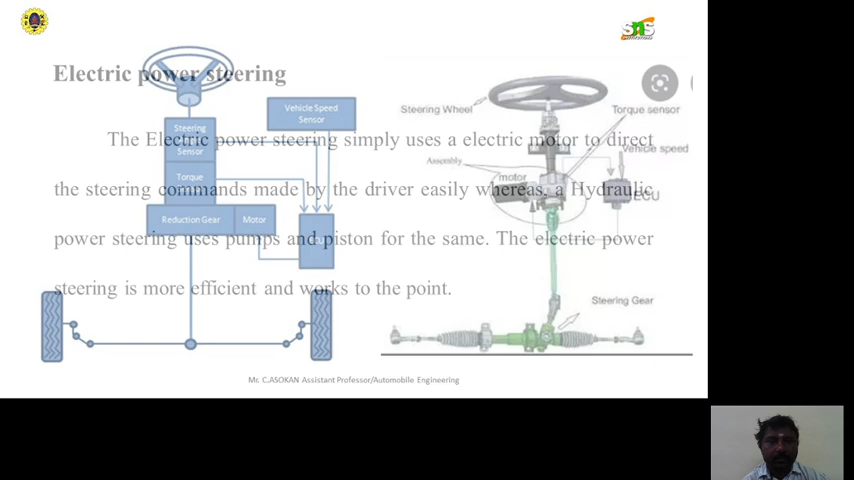 SNS
Electric power steering
Vehicle Speed
Sensor
Steering
Sensor
Torque
Reduction Gear
Motor
The Electric power steering simply uses a electric motor to direct
the steering commands made by the driver easily whereas, a Hydraulic
power steering uses pumps and piston for the same. The electric power
steering is more efficient and works to the point.
Steering Wheel
Torque sensor
Assembly
Vehicle speed
motor
ECU
Steering Gear
Mr. C.ASOKAN Assistant Professor/Automobile Engineering